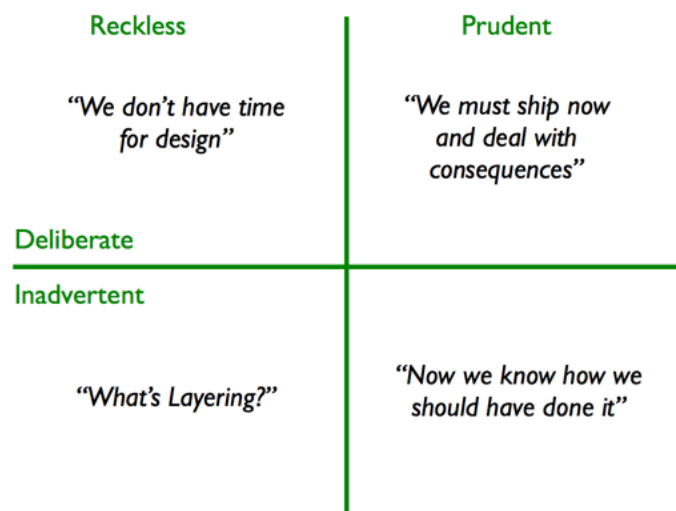 Reckless
Prudent
“We don’t have time
for design”
“We must ship now
and deal with
consequences”
Deliberate
Inadvertent
“What’s Layering?”
“Now we know how we
should have done it”